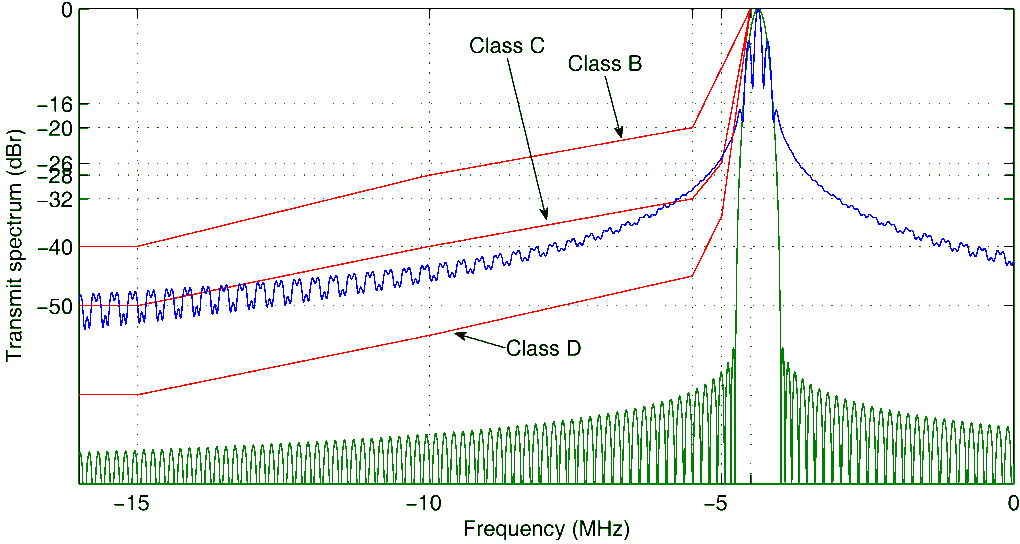 0
Class C
Class B
−16
−20
−26
−28
−32
−40
−50
Class D
Transmit spectrum (dBr)
−15
−10
−5
0
Frequency (MHz)